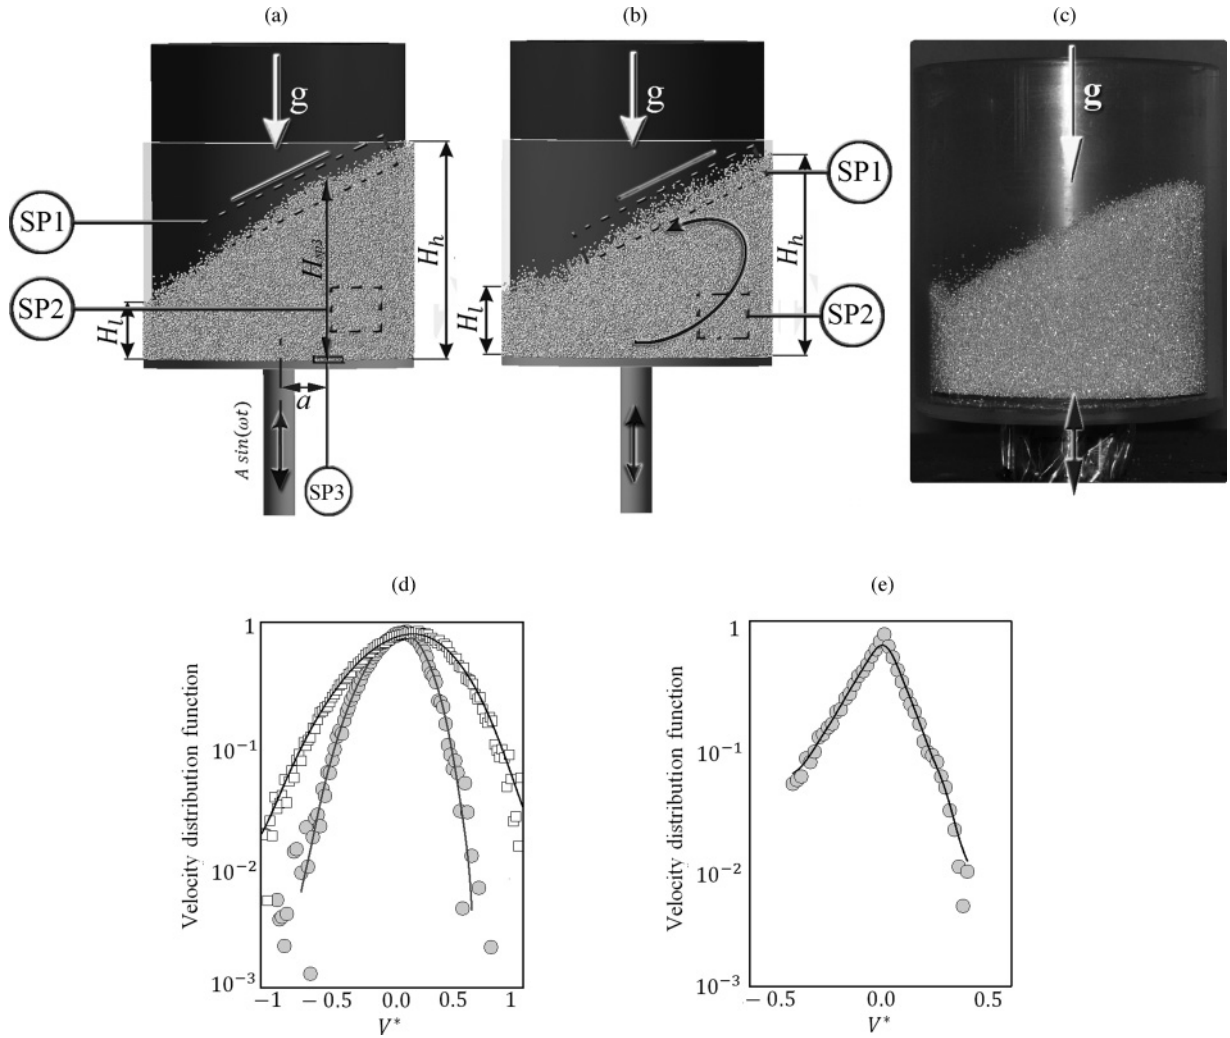 (a)
(b)
(c)
g
g
g
SP1
SP1
SP2
SP2
SP3
H_l
H_m3
H_h
H_l
H_h
a
A sin(ωt)
(d)
(e)
Velocity distribution function
1
10⁻¹
10⁻²
10⁻³
−1
−0.5
0.0
0.5
1
V*
Velocity distribution function
1
10⁻¹
10⁻²
10⁻³
−0.5
0.0
0.5
V*